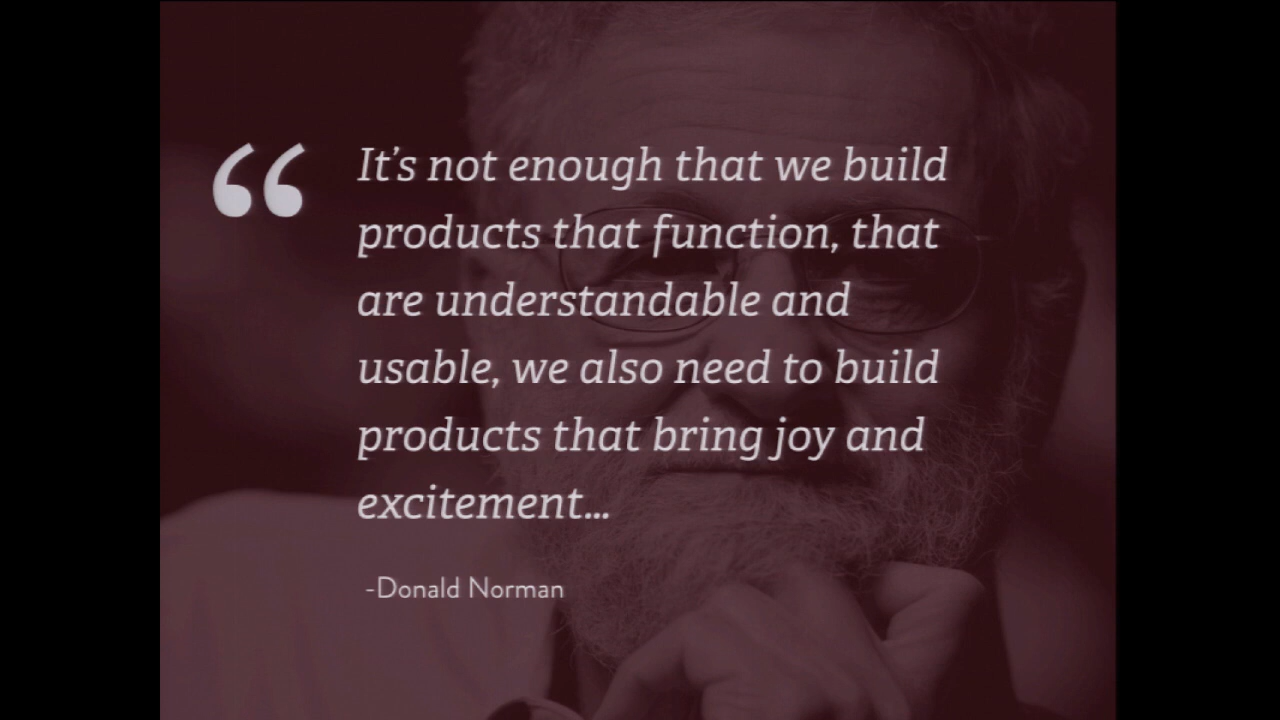 “ It’s not enough that we build
products that function, that
are understandable and
usable, we also need to build
products that bring joy and
excitement...
-Donald Norman